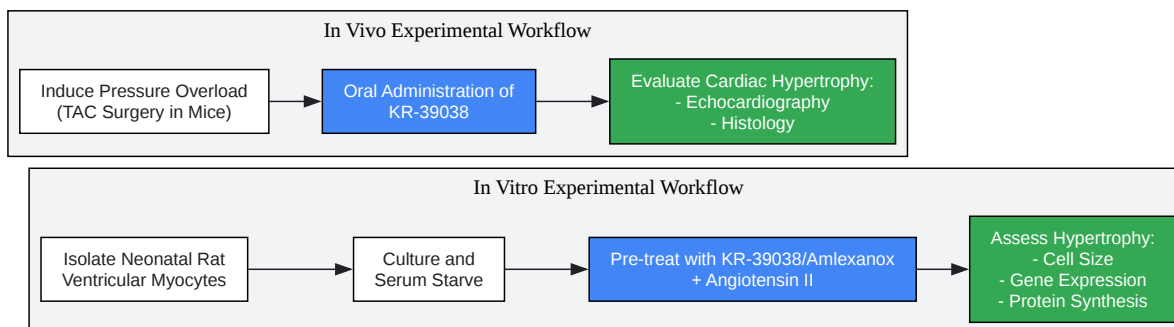 In Vivo Experimental Workflow
Induce Pressure Overload
(TAC Surgery in Mice)
Oral Administration of
KR-39038
Evaluate Cardiac Hypertrophy:
- Echocardiography
- Histology
In Vitro Experimental Workflow
Isolate Neonatal Rat
Ventricular Myocytes
Culture and
Serum Starve
Pre-treat with KR-39038/Amlexanox
+ Angiotensin II
Assess Hypertrophy:
- Cell Size
- Gene Expression
- Protein Synthesis